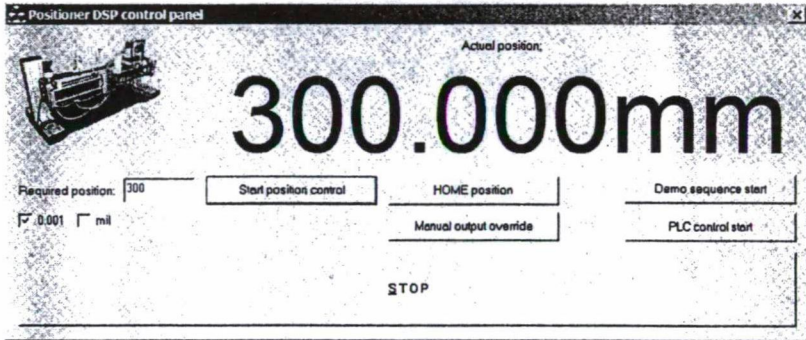 Positioner DSP control panel
Actual position:
300.000mm
Required position: 300 Start position control HOME position Demo sequence start
0.001 mil Manual output override PLC control start
STOP